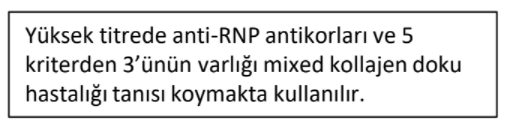 Yüksek titrede anti-RNP antikorları ve 5
kriterden 3’ünün varlığı mixed kollajen doku
hastalığı tanısı koymakta kullanılır.